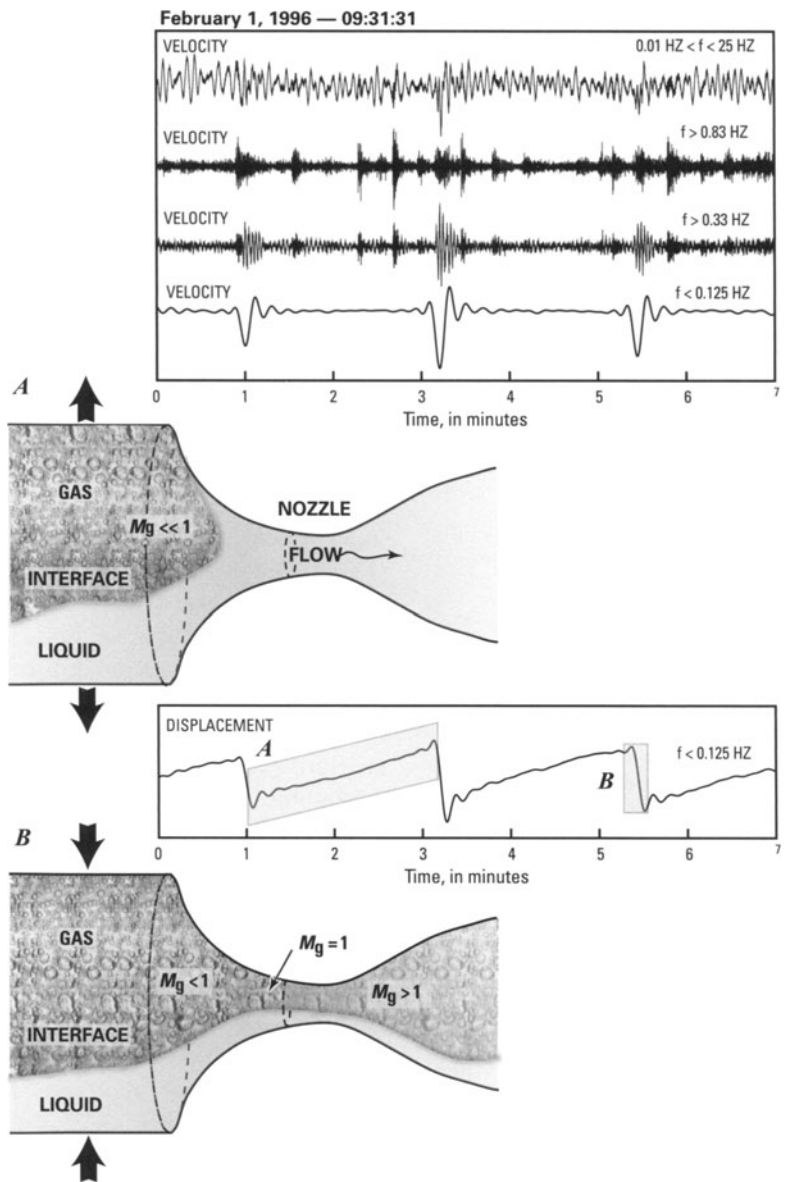 February 1, 1996 — 09:31:31
VELOCITY
0.01 HZ < f < 25 HZ
VELOCITY
f > 0.83 HZ
VELOCITY
f > 0.33 HZ
VELOCITY
f < 0.125 HZ
0 1 2 3 4 5 6 7
Time, in minutes
A
GAS
Mg << 1
INTERFACE
LIQUID
NOZZLE
FLOW
DISPLACEMENT
A
f < 0.125 HZ
B
0 1 2 3 4 5 6 7
Time, in minutes
B
GAS
Mg < 1
Mg = 1
Mg > 1
INTERFACE
LIQUID